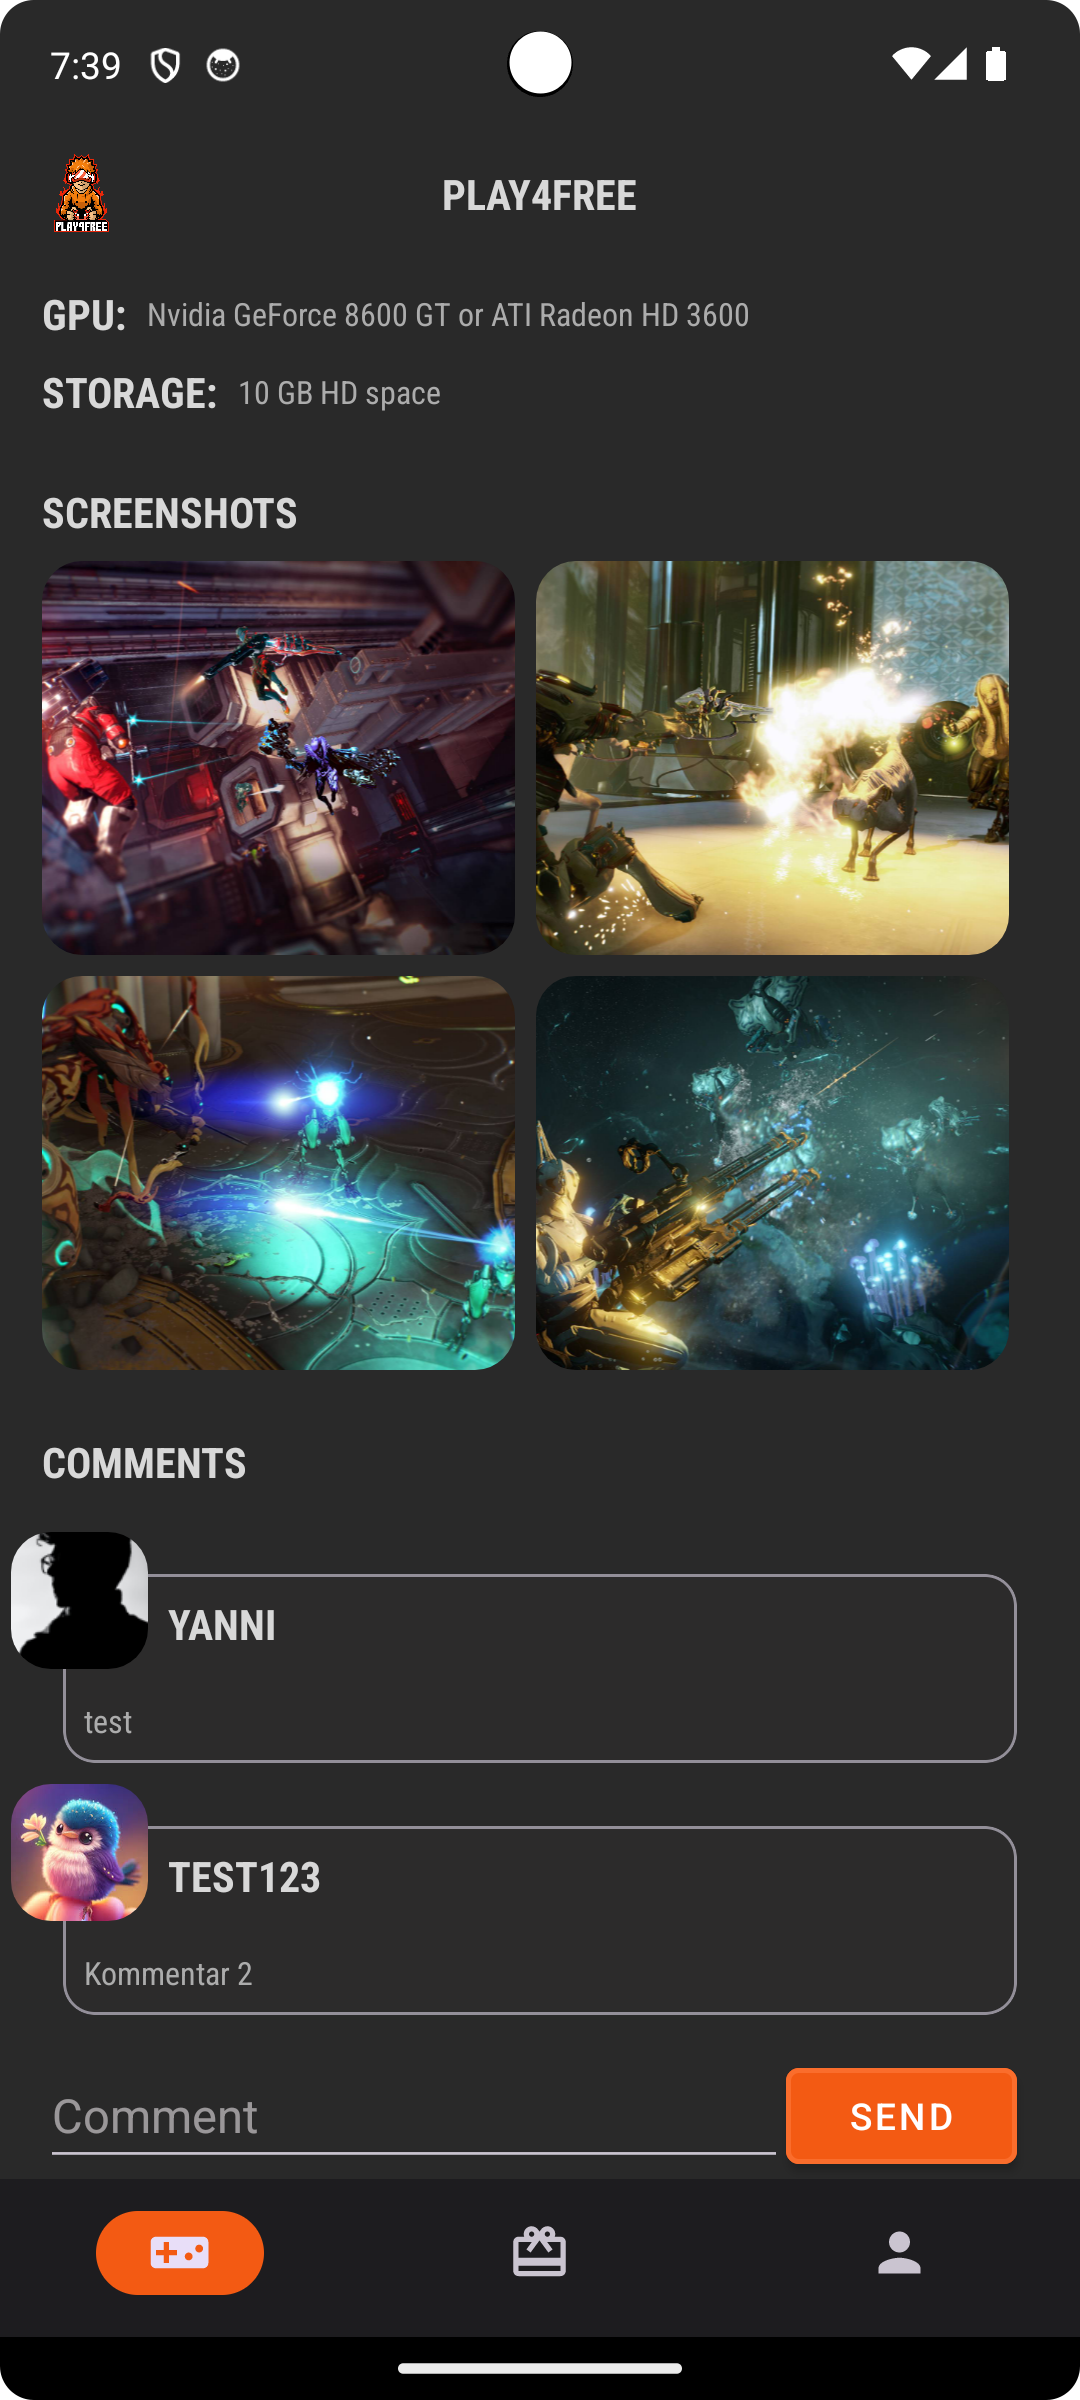 7:39
PLAY4FREE
PLAY4FREE
GPU: Nvidia GeForce 8600 GT or ATI Radeon HD 3600
STORAGE: 10 GB HD space
SCREENSHOTS
COMMENTS
YANNI
test
TEST123
Kommentar 2
Comment
SEND